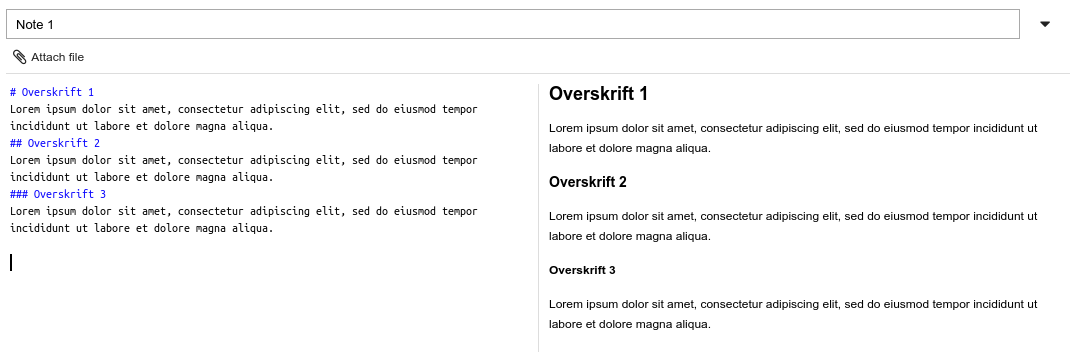 Note 1
Attach file
# Overskrift 1
Lorem ipsum dolor sit amet, consectetur adipiscing elit, sed do eiusmod tempor
incididunt ut labore et dolore magna aliqua.
## Overskrift 2
Lorem ipsum dolor sit amet, consectetur adipiscing elit, sed do eiusmod tempor
incididunt ut labore et dolore magna aliqua.
### Overskrift 3
Lorem ipsum dolor sit amet, consectetur adipiscing elit, sed do eiusmod tempor
incididunt ut labore et dolore magna aliqua.
Overskrift 1
Lorem ipsum dolor sit amet, consectetur adipiscing elit, sed do eiusmod tempor incididunt ut
labore et dolore magna aliqua.
Overskrift 2
Lorem ipsum dolor sit amet, consectetur adipiscing elit, sed do eiusmod tempor incididunt ut
labore et dolore magna aliqua.
Overskrift 3
Lorem ipsum dolor sit amet, consectetur adipiscing elit, sed do eiusmod tempor incididunt ut
labore et dolore magna aliqua.